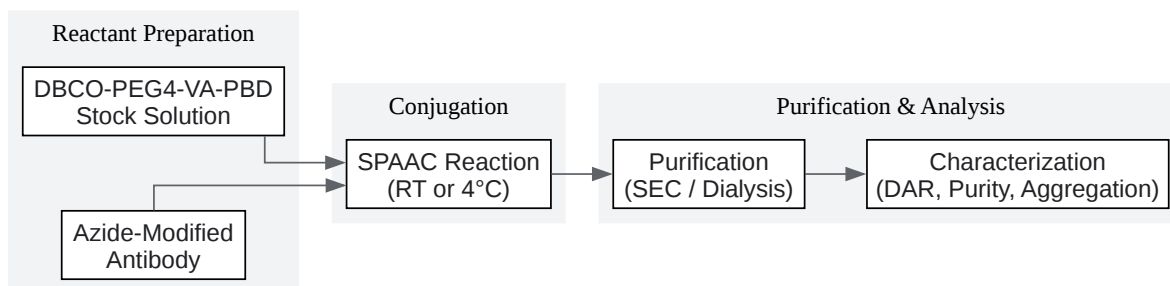 Reactant Preparation
DBCO-PEG4-VA-PBD
Stock Solution
Azide-Modified
Antibody
Conjugation
SPAAC Reaction
(RT or 4°C)
Purification & Analysis
Purification
(SEC / Dialysis)
Characterization
(DAR, Purity, Aggregation)